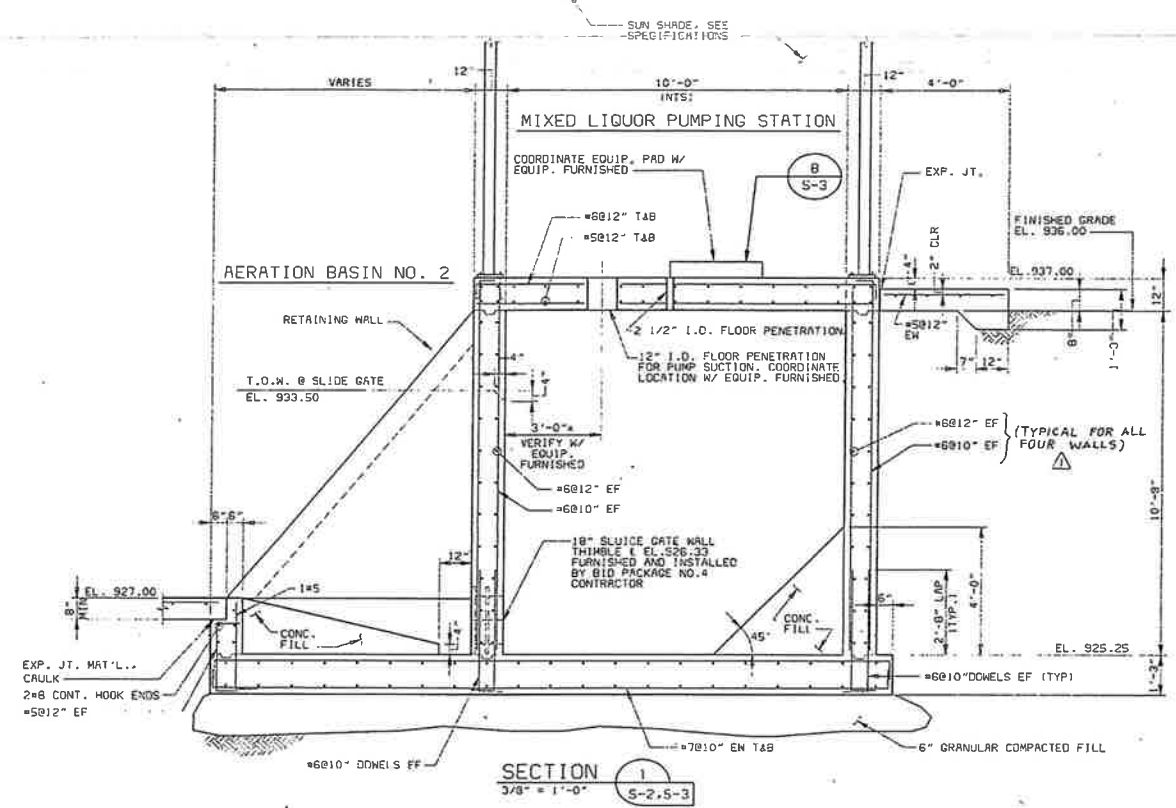 SUN SHADE, SEE
SPECIFICATIONS
VARIES
12"
10'-0"
(NTS)
12"
4'-0"
MIXED LIQUOR PUMPING STATION
COORDINATE EQUIP. PAD W/
EQUIP. FURNISHED
B
S-3
EXP. JT.
#6@12" T&B
#5@12" T&B
2" CLR
4"
FINISHED GRADE
EL. 936.00
AERATION BASIN NO. 2
EL. 937.00
12"
RETAINING WALL
2 1/2" I.D. FLOOR PENETRATION
#5@12"
EW
8"
1'-3"
7"
12"
4"
12" I.D. FLOOR PENETRATION
FOR PUMP SUCTION. COORDINATE
LOCATION W/ EQUIP. FURNISHED
T.O.W. @ SLIDE GATE
EL. 933.50
4"
3'-0"±
VERIFY W/
EQUIP.
FURNISHED
#6@12" EF
#6@10" EF
(TYPICAL FOR ALL
FOUR WALLS)
1
#6@12" EF
#6@10" EF
10'-9"
6"
6"
12"
18" SLUICE GATE WALL
THIMBLE ℄ EL.926.33
FURNISHED AND INSTALLED
BY BID PACKAGE NO.4
CONTRACTOR
EL. 927.00
8"
MIN
1#5
CONC.
FILL
4"
45°
CONC.
FILL
6"
2'-8" LAP
(TYP.)
4'-0"
EL. 925.25
1'-3"
EXP. JT. MAT'L.,
CAULK
2#8 CONT. HOOK ENDS
#5@12" EF
#6@10"DOWELS EF (TYP)
#6@10" DOWELS EF
#7@10" EW T&B
6" GRANULAR COMPACTED FILL
SECTION
3/8" = 1'-0"
1
S-2,S-3